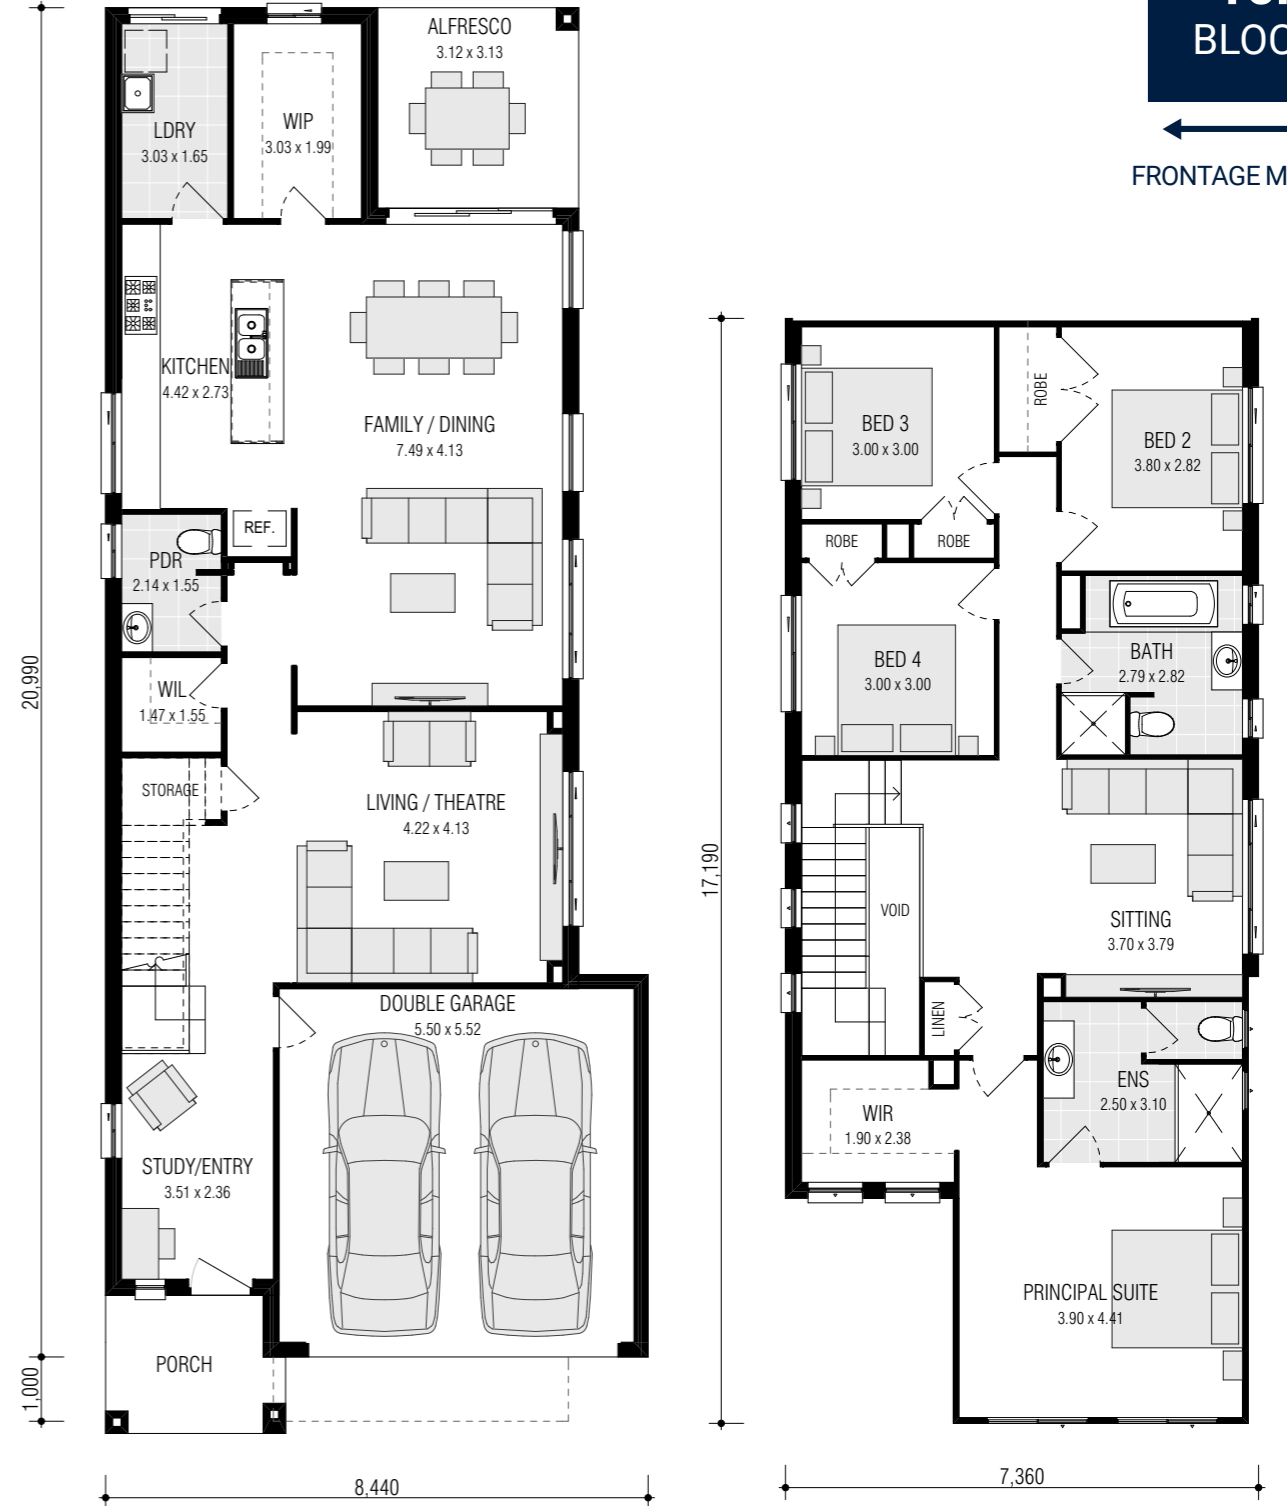 BLOC
FRONTAGE M
ALFRESCO
3.12 x 3.13
LDRY
3.03 x 1.65
WIP
3.03 x 1.99
KITCHEN
4.42 x 2.73
FAMILY / DINING
7.49 x 4.13
REF.
PDR
2.14 x 1.55
WIL
1.47 x 1.55
STORAGE
LIVING / THEATRE
4.22 x 4.13
DOUBLE GARAGE
5.50 x 5.52
STUDY/ENTRY
3.51 x 2.36
PORCH
20,990
1,000
8,440
BED 3
3.00 x 3.00
ROBE
BED 2
3.80 x 2.82
ROBE
ROBE
BED 4
3.00 x 3.00
BATH
2.79 x 2.82
VOID
SITTING
3.70 x 3.79
LINEN
ENS
2.50 x 3.10
WIR
1.90 x 2.38
PRINCIPAL SUITE
3.90 x 4.41
17,190
7,360